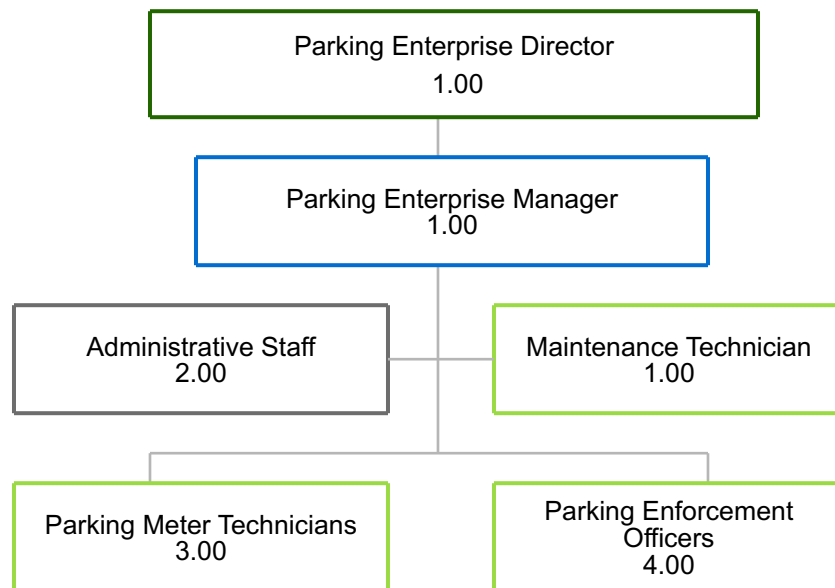 Parking Enterprise Director
1.00
Parking Enterprise Manager
1.00
Administrative Staff
2.00
Maintenance Technician
1.00
Parking Meter Technicians
3.00
Parking Enforcement
Officers
4.00